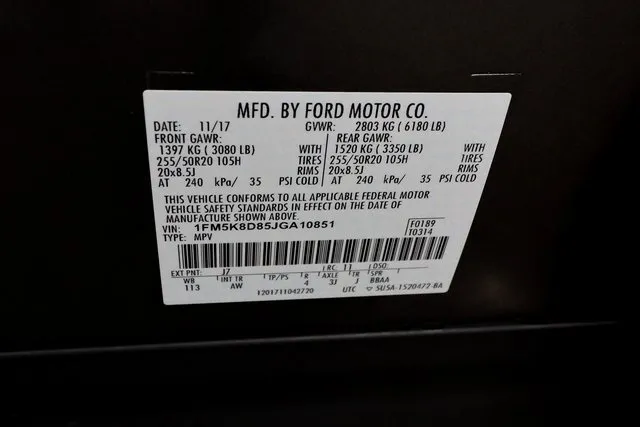 MFD. BY FORD MOTOR CO.
DATE: 11/17 GVWR: 2803 KG ( 6180 LB)
FRONT GAWR: REAR GAWR:
1397 KG ( 3080 LB) 1520 KG ( 3350 LB) WITH
255/50R20 105H TIRES 255/50R20 105H TIRES
20x8.5J RIMS 20x8.5J RIMS
AT 240 kPa/ 35 PSI COLD AT 240 kPa/ 35 PSI COLD
THIS VEHICLE CONFORMS TO ALL APPLICABLE FEDERAL MOTOR
VEHICLE SAFETY STANDARDS IN EFFECT ON THE DATE OF
MANUFACTURE SHOWN ABOVE.
VIN: 1FM5K8D85JGA10851 F0189
TYPE: MPV T0314
EXT PNT: J7 RC: 11 DSO:
WB INT TR TP/PS R AXLE TR SPR
113 AW 4 3J J BBAA
1201711042720 UTC ▽ SU5A-1520472-BA